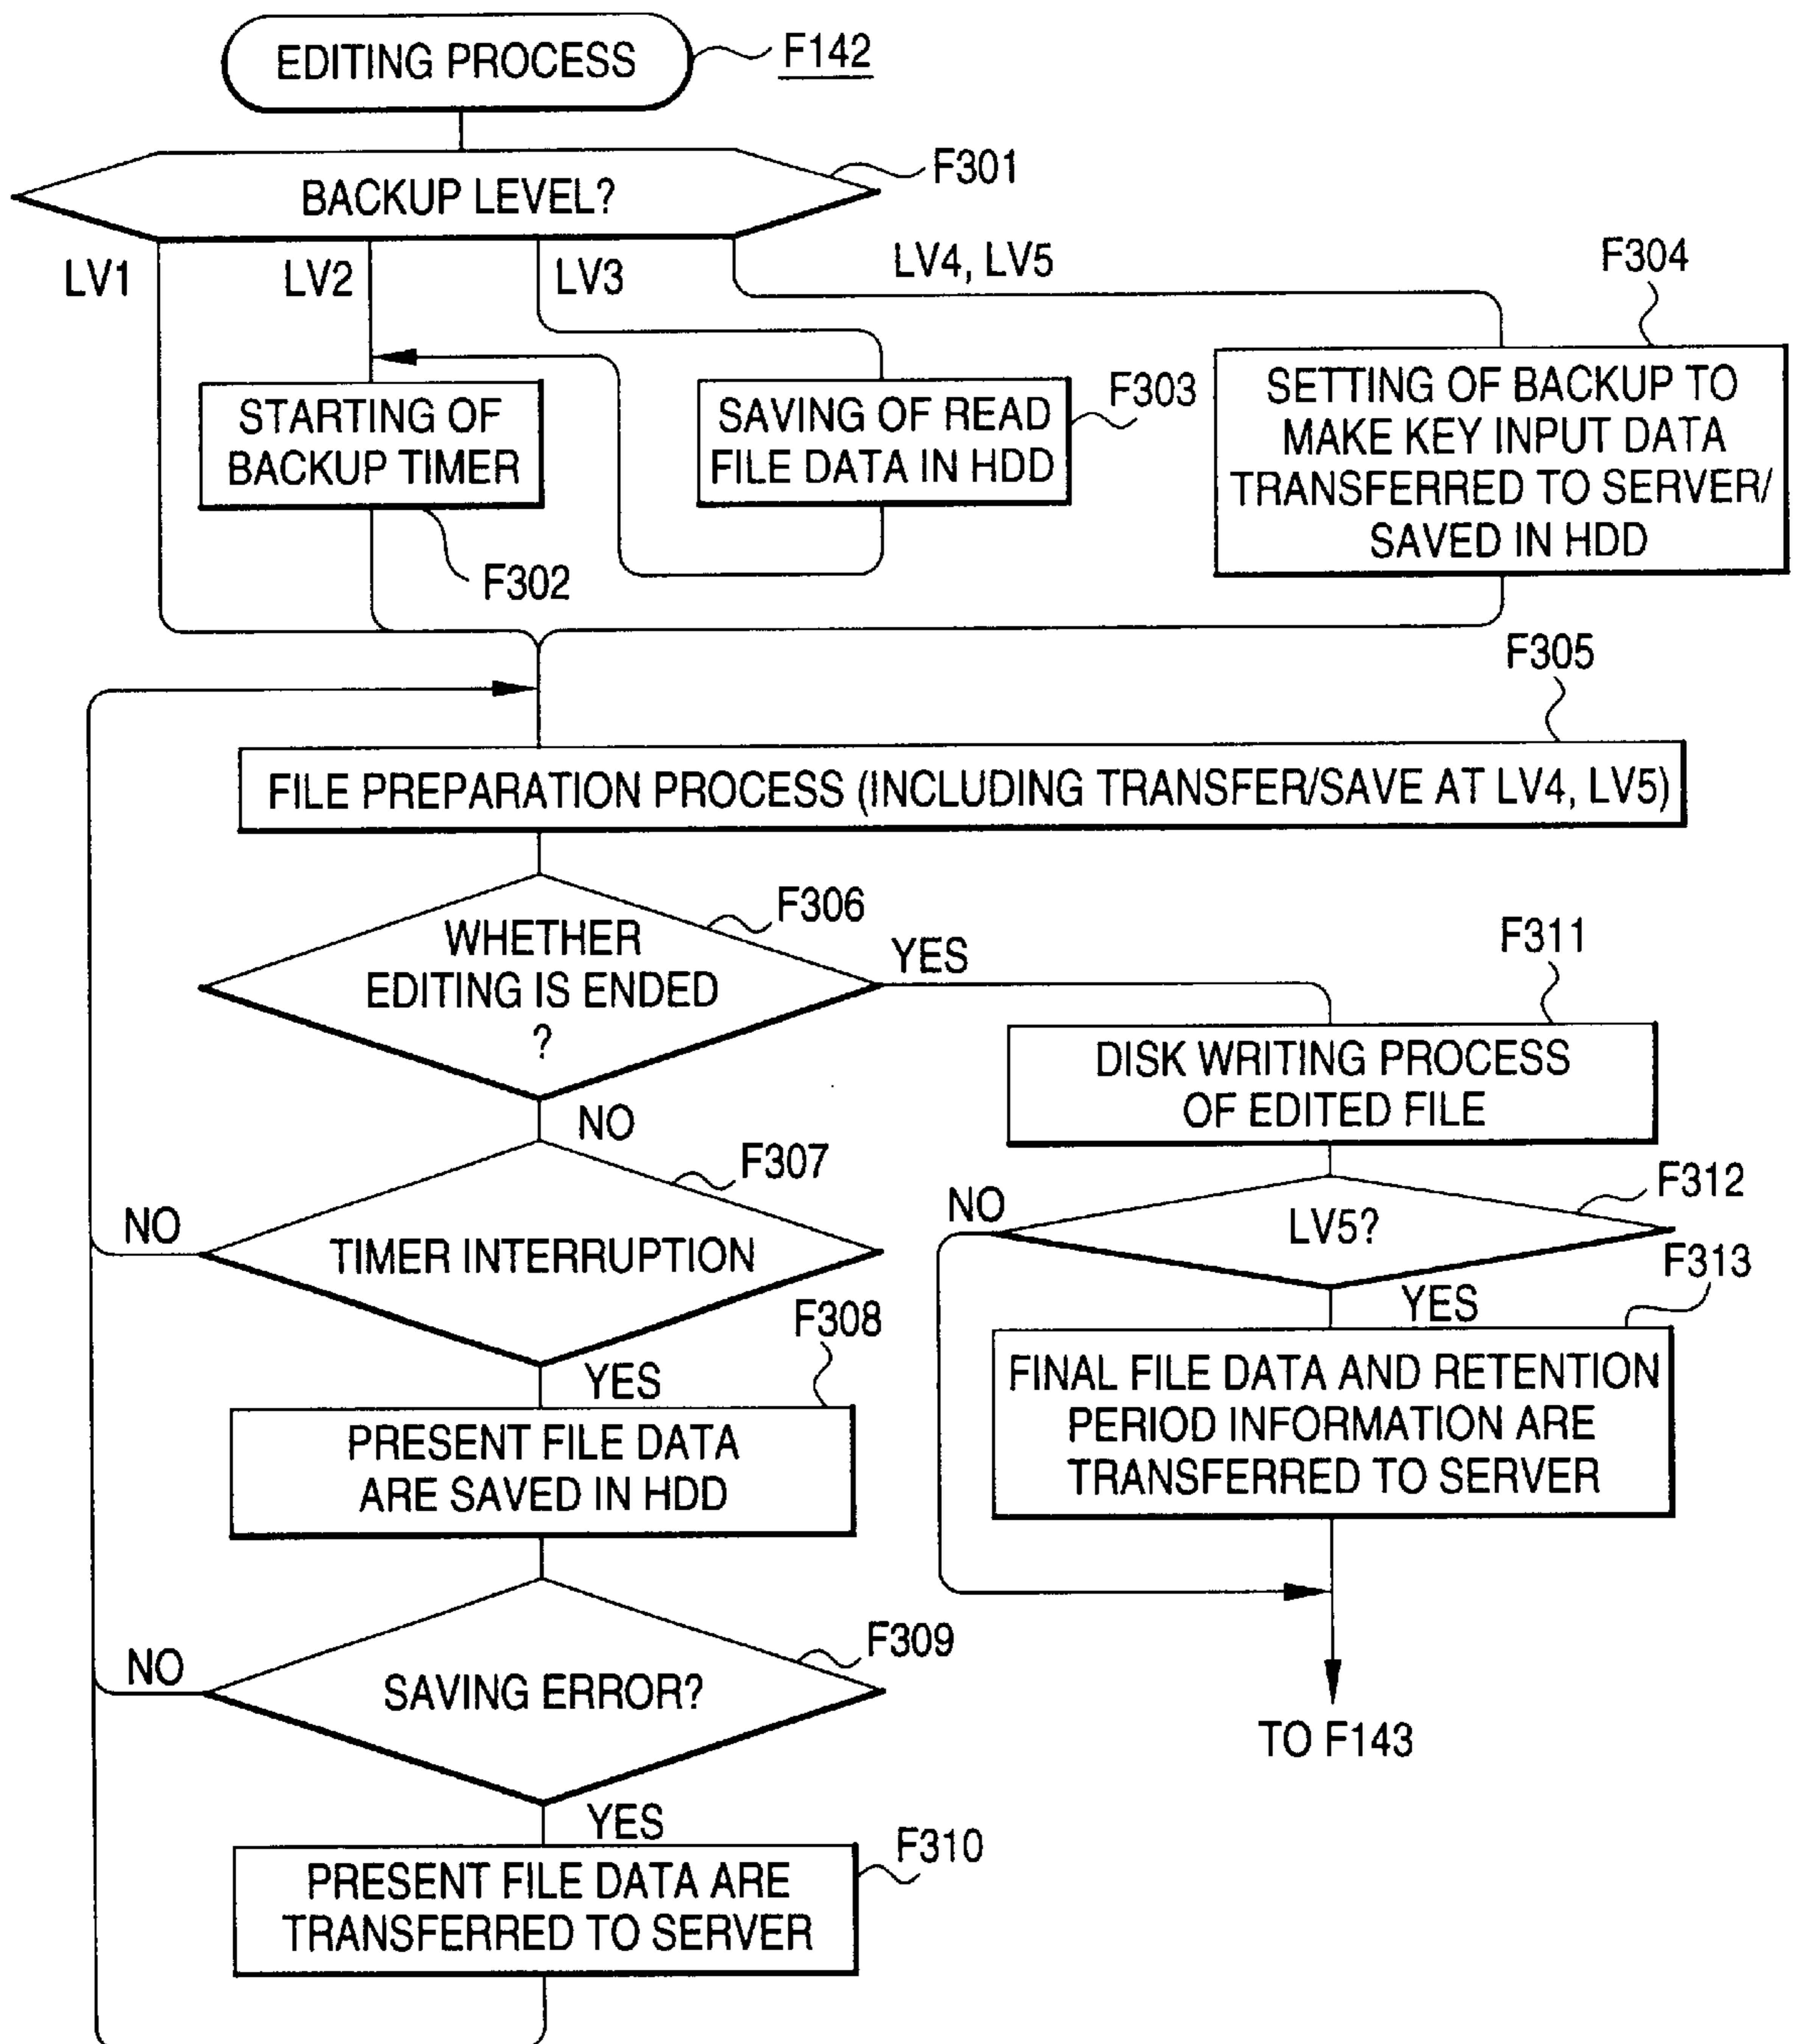 EDITING PROCESS
F142
BACKUP LEVEL?
F301
LV1
LV2
LV3
LV4, LV5
F304
STARTING OF
BACKUP TIMER
F302
SAVING OF READ
FILE DATA IN HDD
F303
SETTING OF BACKUP TO
MAKE KEY INPUT DATA
TRANSFERRED TO SERVER/
SAVED IN HDD
F305
FILE PREPARATION PROCESS (INCLUDING TRANSFER/SAVE AT LV4, LV5)
F306
WHETHER
EDITING IS ENDED
?
YES
NO
F311
DISK WRITING PROCESS
OF EDITED FILE
F307
TIMER INTERRUPTION
NO
YES
F312
LV5?
NO
YES
F313
FINAL FILE DATA AND RETENTION
PERIOD INFORMATION ARE
TRANSFERRED TO SERVER
F308
PRESENT FILE DATA
ARE SAVED IN HDD
F309
SAVING ERROR?
NO
YES
TO F143
F310
PRESENT FILE DATA ARE
TRANSFERRED TO SERVER